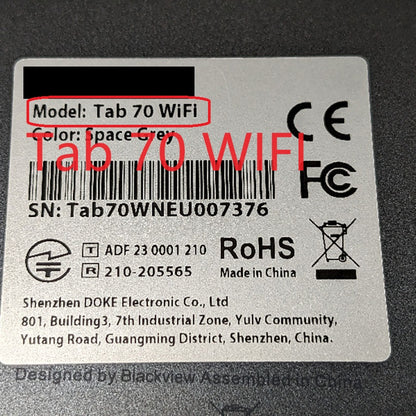 Model: Tab 70 WiFi
Color: Space Grey
Tab 70 WIFI
CE
FC
SN: Tab70WNEU007376
T ADF 23 0001 210
R 210-205565
RoHS
Made in China
Shenzhen DOKE Electronic Co., Ltd
801, Building3, 7th Industrial Zone, Yulv Community,
Yutang Road, Guangming District, Shenzhen, China.
Designed by Blackview Assembled in China